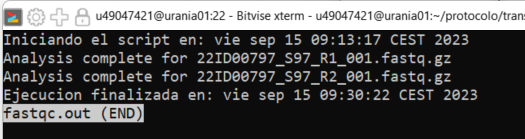 u49047421@urania01:22 - Bitvise xterm - u49047421@urania01:~/protocolo/tran
Iniciando el script en: vie sep 15 09:13:17 CEST 2023
Analysis complete for 22ID00797_S97_R1_001.fastq.gz
Analysis complete for 22ID00797_S97_R2_001.fastq.gz
Ejecucion finalizada en: vie sep 15 09:30:22 CEST 2023
fastqc.out (END)